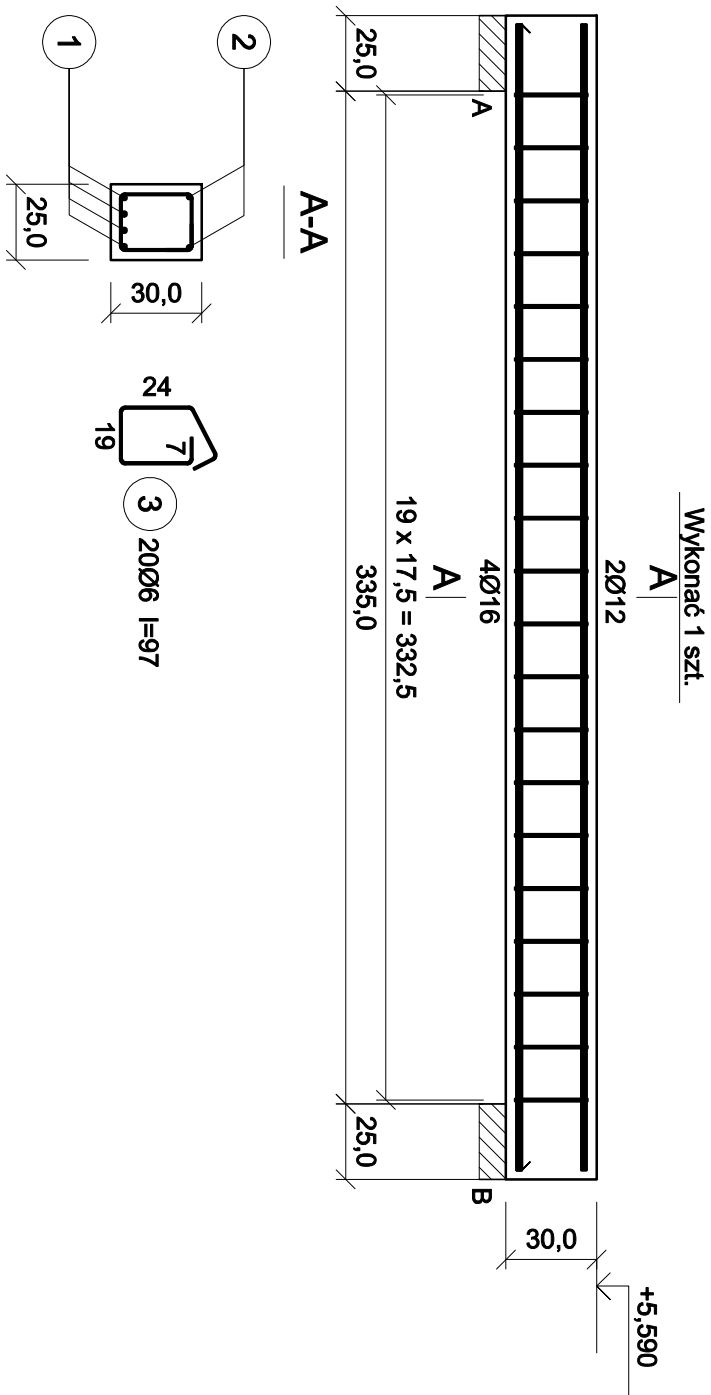 Wykonać 1 szt.
A
2Ø12
+5,590
30,0
A
B
4Ø16
A
19 x 17,5 = 332,5
25,0
335,0
25,0
A-A
2
1
30,0
25,0
24
19
7
3
20Ø6 l=97